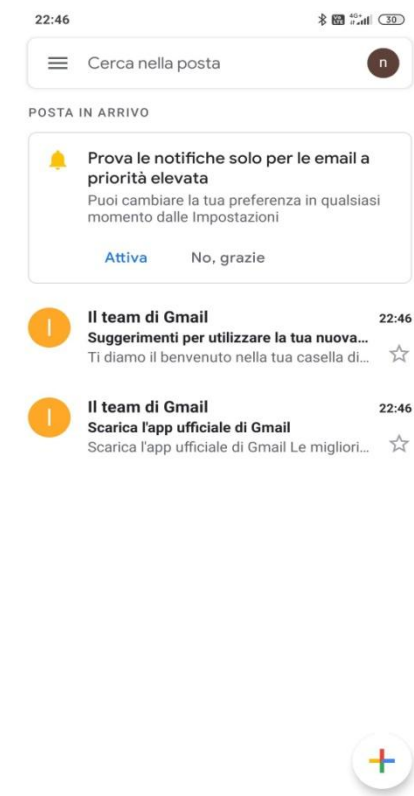 22:46
4G+
30
Cerca nella posta
n
POSTA IN ARRIVO
Prova le notifiche solo per le email a
priorità elevata
Puoi cambiare la tua preferenza in qualsiasi
momento dalle Impostazioni
Attiva No, grazie
I
Il team di Gmail 22:46
Suggerimenti per utilizzare la tua nuova...
Ti diamo il benvenuto nella tua casella di...
I
Il team di Gmail 22:46
Scarica l'app ufficiale di Gmail
Scarica l'app ufficiale di Gmail Le migliori...